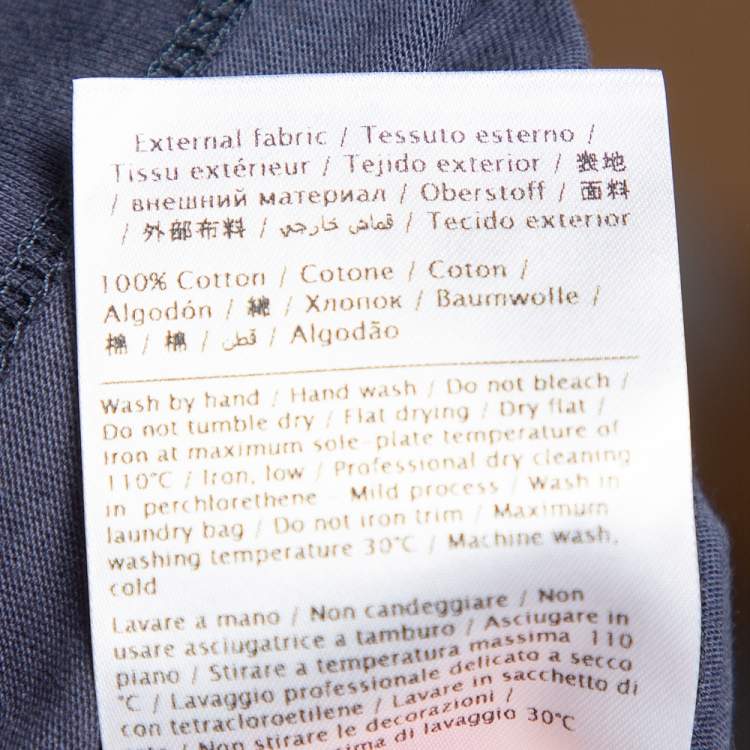 External fabric / Tessuto esterno /
Tissu extérieur / Tejido exterior / 表地
/ внешний материал / Oberstoff / 面料
/ 外部布料 / قماش خارجي / Tecido exterior
100% Cotton / Cotone / Coton /
Algodón / 綿 / Хлопок / Baumwolle /
棉 / 棉 / قطن / Algodão
Wash by hand / Hand wash / Do not bleach /
Do not tumble dry / Flat drying / Dry flat /
Iron at maximum sole-plate temperature of
110°C / Iron, low / Professional dry cleaning
in perchlorethene - Mild process / Wash in
laundry bag / Do not iron trim / Maximum
washing temperature 30°C / Machine wash,
cold
Lavare a mano / Non candeggiare / Non
usare asciugatrice a tamburo / Asciugare in
piano / Stirare a temperatura massima 110
°C / Lavaggio professionale delicato a secco
con tetracloroetilene / Lavare in sacchetto di
/ Non stirare le decorazioni /
di lavaggio 30°C